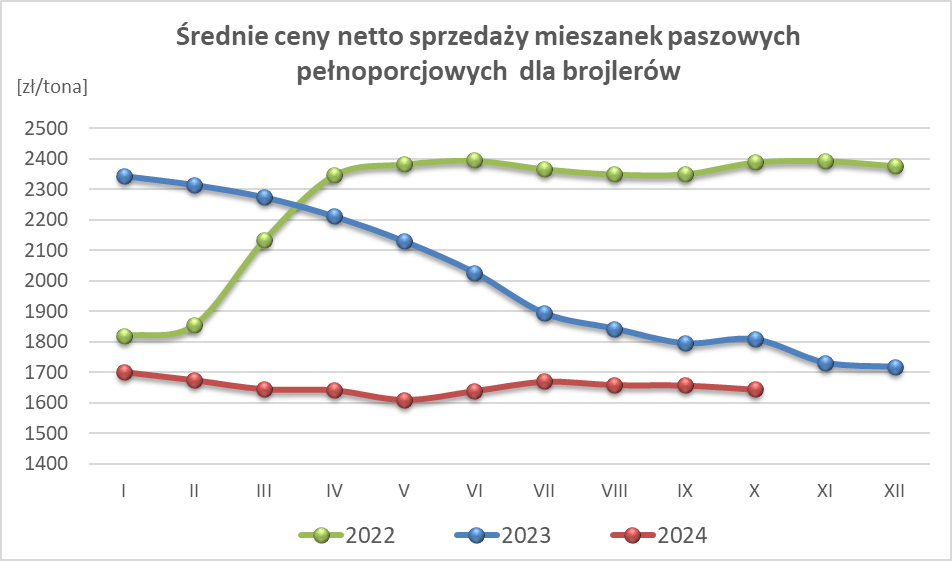 Średnie ceny netto sprzedaży mieszanek paszowych
pełnoporcjowych dla brojlerów
[zł/tona]
2500
2400
2300
2200
2100
2000
1900
1800
1700
1600
1500
1400
I II III IV V VI VII VIII IX X XI XII
2022 2023 2024